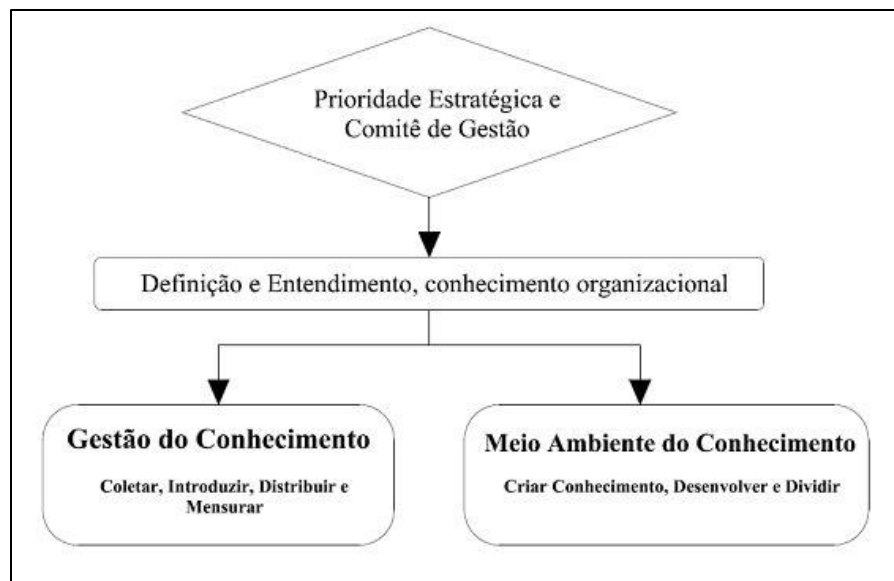 Prioridade Estratégica e
Comitê de Gestão
Definição e Entendimento, conhecimento organizacional
Gestão do Conhecimento
Coletar, Introduzir, Distribuir e
Mensurar
Meio Ambiente do Conhecimento
Criar Conhecimento, Desenvolver e Dividir